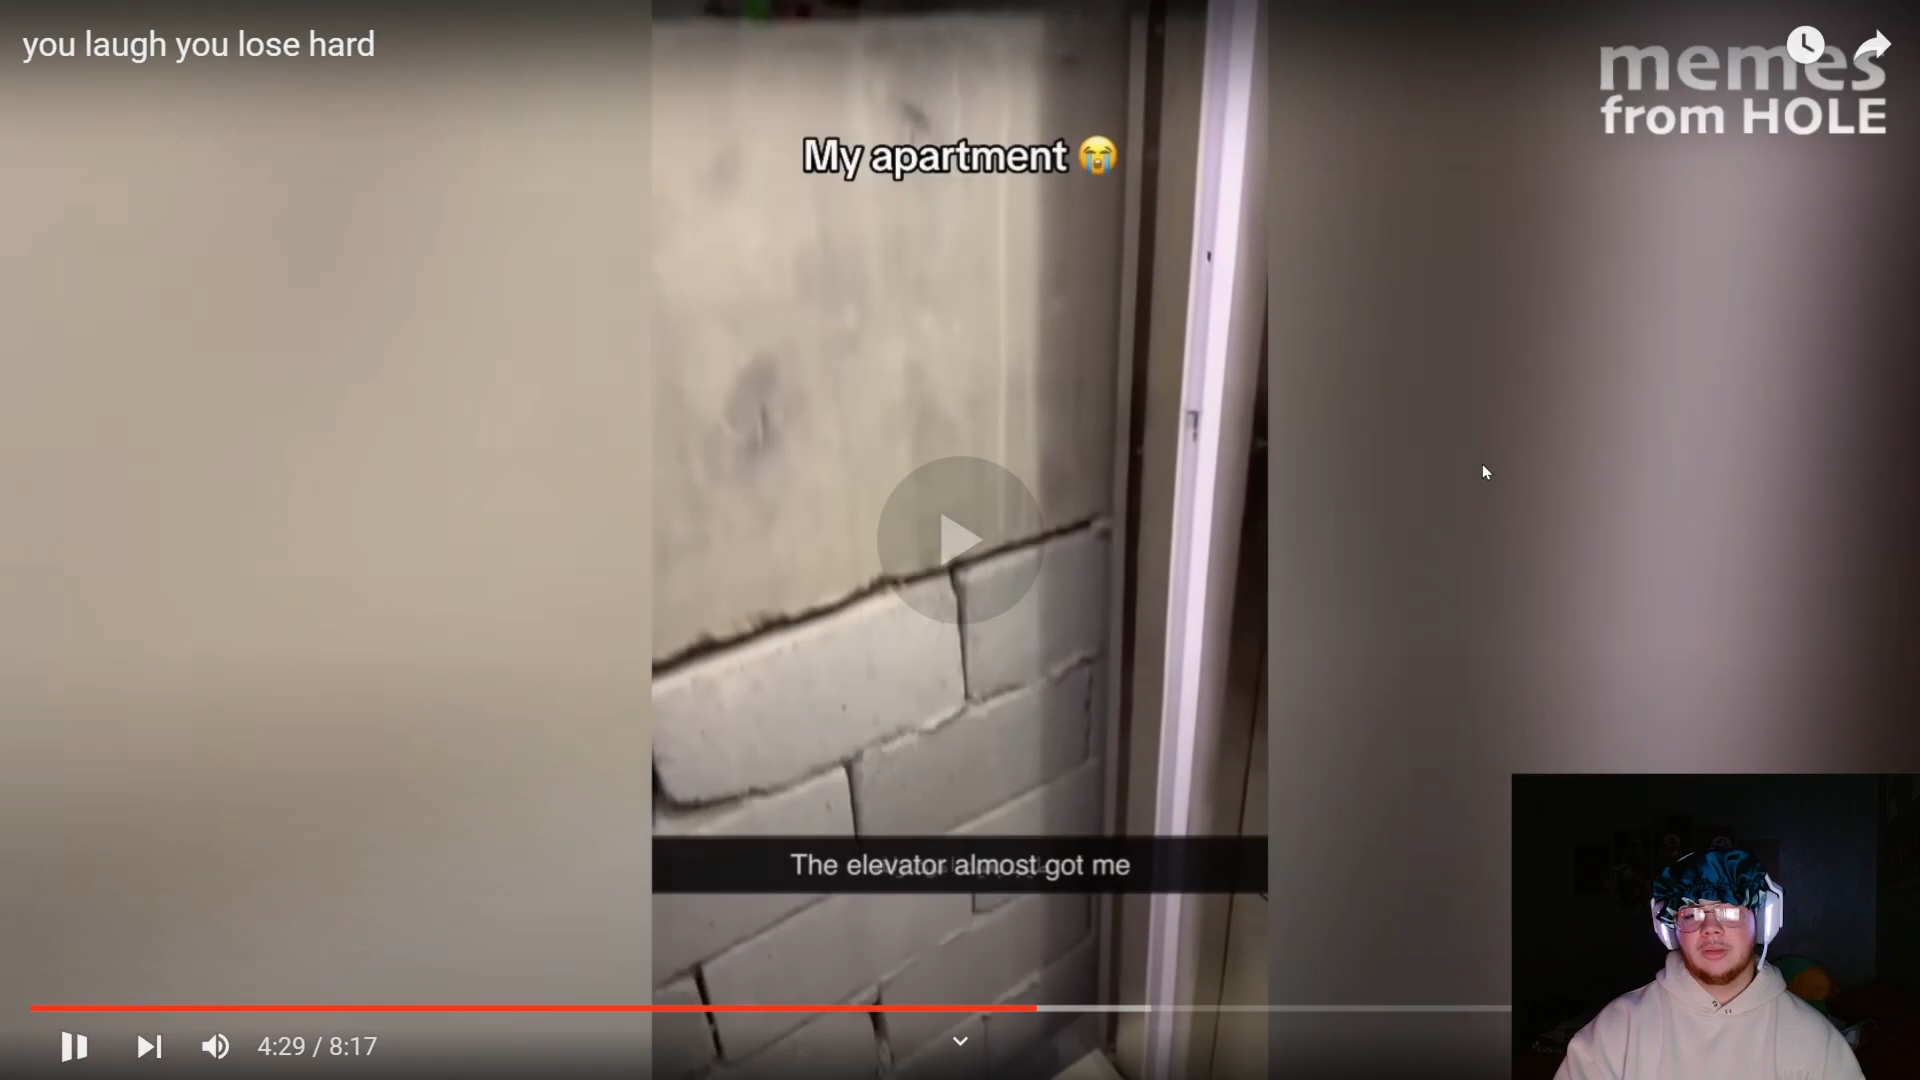 you laugh you lose hard
memes
from HOLE
My apartment 😭
The elevator almost got me
4:29 / 8:17